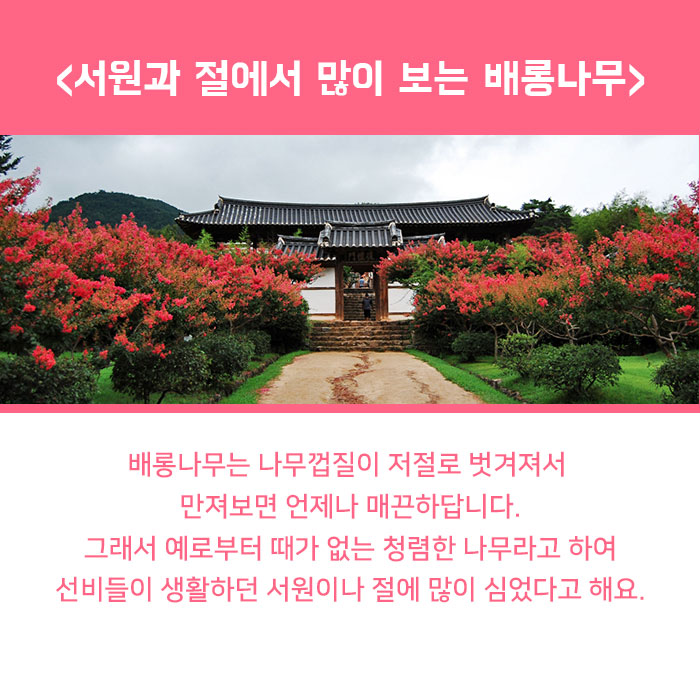 <서원과 절에서 많이 보는 배롱나무>
배롱나무는 나무껍질이 저절로 벗겨져서
만져보면 언제나 매끈하답니다.
그래서 예로부터 때가 없는 청렴한 나무라고 하여
선비들이 생활하던 서원이나 절에 많이 심었다고 해요.